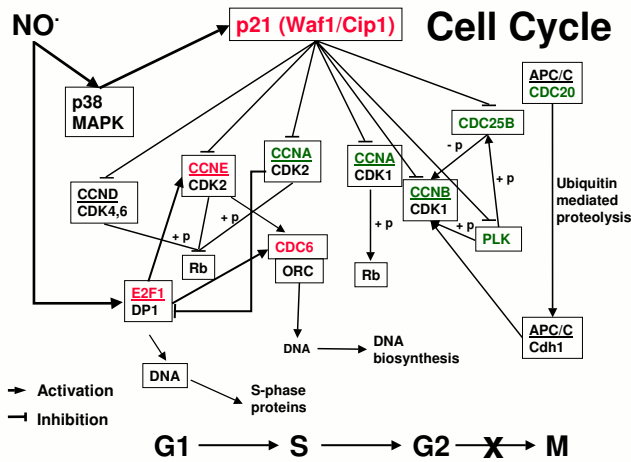 NO·
p21 (Waf1/Cip1)
Cell Cycle
p38
MAPK
APC/C
CDC20
CDC25B
- p
CCNE
CDK2
CCNA
CDK2
CCNA
CDK1
CCNB
CDK1
CCND
CDK4,6
+ p
Ubiquitin
mediated
proteolysis
+ p
+ p
+ p
PLK
CDC6
ORC
Rb
Rb
E2F1
DP1
APC/C
Cdh1
DNA
DNA
biosynthesis
DNA
S-phase
proteins
Activation
Inhibition
G1
S
G2
X
M